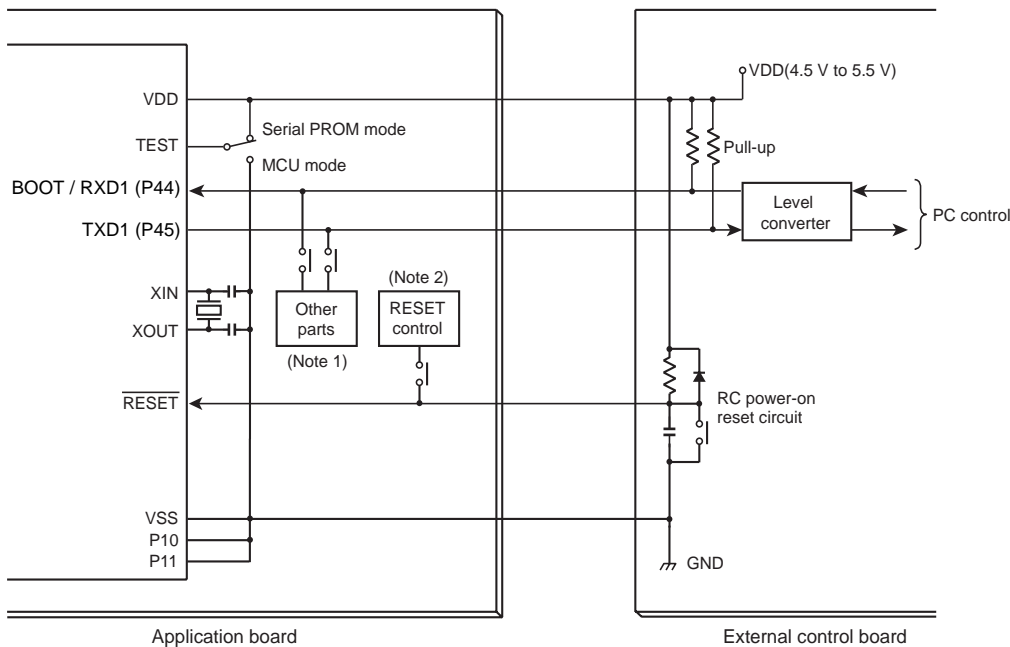 VDD(4.5 V to 5.5 V)
VDD
Serial PROM mode
TEST
Pull-up
MCU mode
BOOT / RXD1 (P44)
Level
converter
PC control
TXD1 (P45)
(Note 2)
XIN
Other
parts
RESET
control
XOUT
(Note 1)
RESET
RC power-on
reset circuit
VSS
P10
P11
GND
Application board
External control board